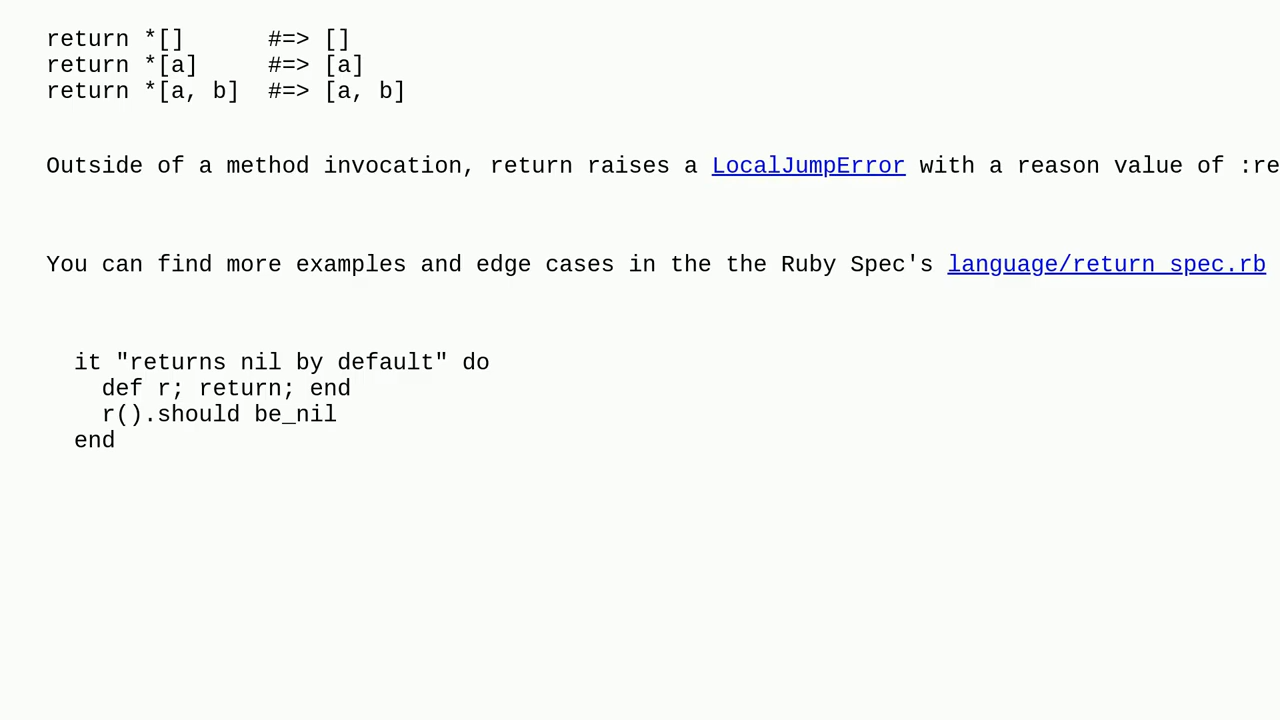 return *[]      #=> []
return *[a]     #=> [a]
return *[a, b]  #=> [a, b]
Outside of a method invocation, return raises a LocalJumpError with a reason value of :re
You can find more examples and edge cases in the the Ruby Spec's language/return_spec.rb
it "returns nil by default" do
  def r; return; end
  r().should be_nil
end